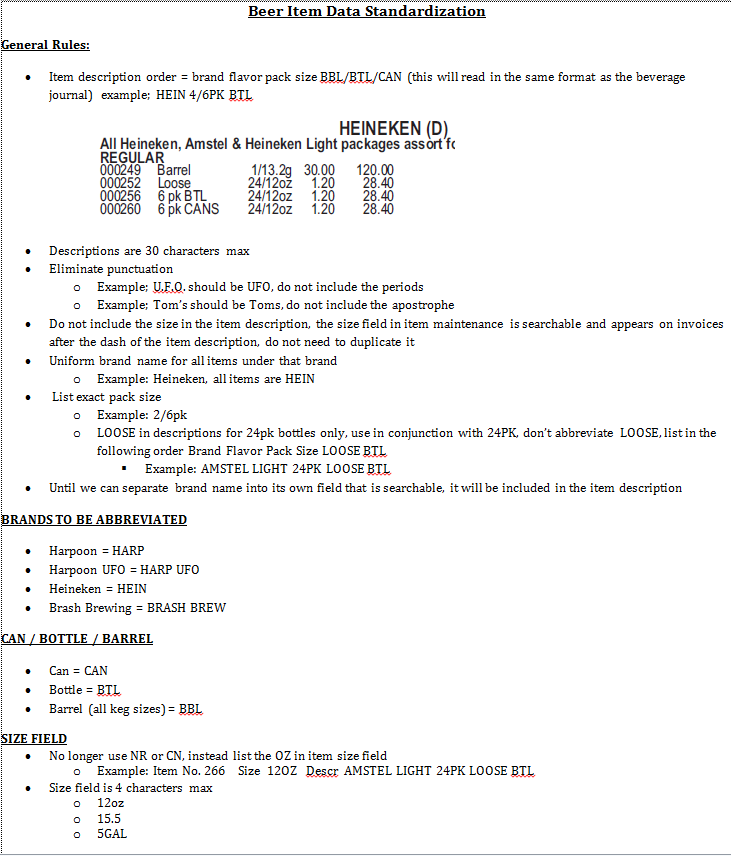 Beer Item Data Standardization
General Rules:
• Item description order = brand flavor pack size BBL/BTL/CAN (this will read in the same format as the beverage
journal) example; HEIN 4/6PK BTL
HEINEKEN (D)
All Heineken, Amstel & Heineken Light packages assort fo
REGULAR
000249 Barrel 1/13.2g 30.00 120.00
000252 Loose 24/12oz 1.20 28.40
000256 6 pk BTL 24/12oz 1.20 28.40
000260 6 pk CANS 24/12oz 1.20 28.40
• Descriptions are 30 characters max
• Eliminate punctuation
o Example; U.F.O. should be UFO, do not include the periods
o Example; Tom's should be Toms, do not include the apostrophe
• Do not include the size in the item description, the size field in item maintenance is searchable and appears on invoices
after the dash of the item description, do not need to duplicate it
• Uniform brand name for all items under that brand
o Example: Heineken, all items are HEIN
• List exact pack size
o Example: 2/6pk
o LOOSE in descriptions for 24pk bottles only, use in conjunction with 24PK, don't abbreviate LOOSE, list in the
following order Brand Flavor Pack Size LOOSE BTL
▪ Example: AMSTEL LIGHT 24PK LOOSE BTL
• Until we can separate brand name into its own field that is searchable, it will be included in the item description
BRANDS TO BE ABBREVIATED
• Harpoon = HARP
• Harpoon UFO = HARP UFO
• Heineken = HEIN
• Brash Brewing = BRASH BREW
CAN / BOTTLE / BARREL
• Can = CAN
• Bottle = BTL
• Barrel (all keg sizes) = BBL
SIZE FIELD
• No longer use NR or CN, instead list the OZ in item size field
o Example: Item No. 266 Size 12OZ Descr AMSTEL LIGHT 24PK LOOSE BTL
• Size field is 4 characters max
o 12oz
o 15.5
o 5GAL